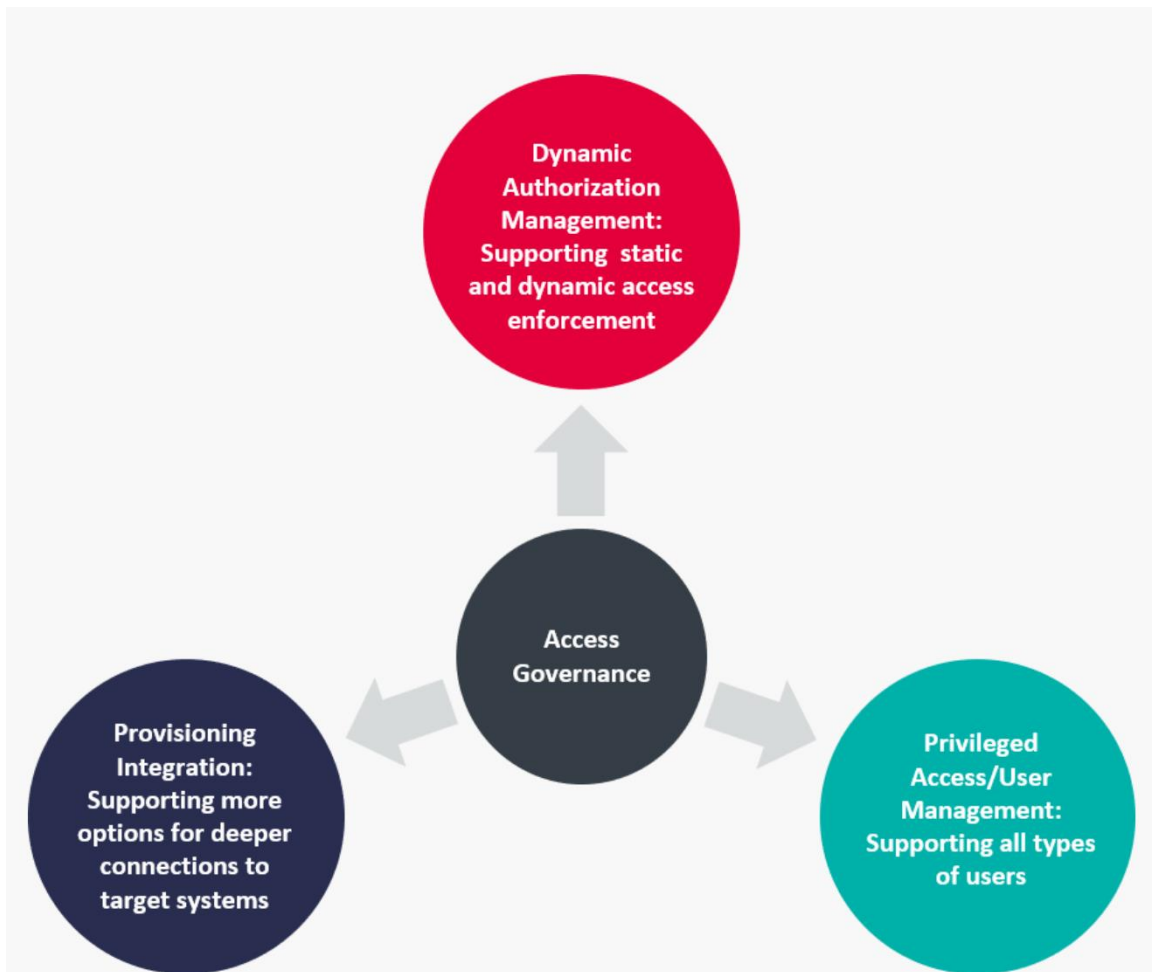 Dynamic
Authorization
Management:
Supporting static
and dynamic access
enforcement
Access
Governance
Provisioning
Integration:
Supporting more
options for deeper
connections to
target systems
Privileged
Access/User
Management:
Supporting all types
of users